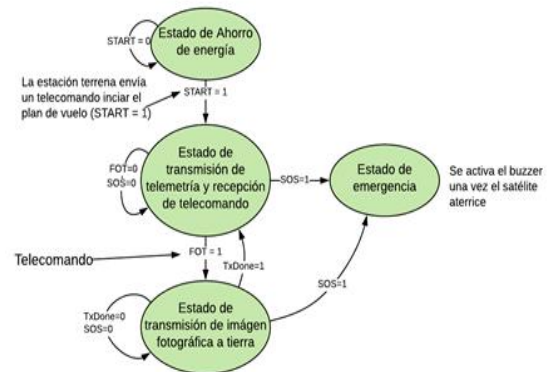 START = 0
Estado de Ahorro
de energía
La estación terrena envía
un telecomando inciar el
plan de vuelo (START = 1)
START = 1
FOT=0
SOS=0
Estado de
transmisión de
telemetría y recepción
de telecomando
SOS=1
Estado de
emergencia
Se activa el buzzer
una vez el satélite
aterrice
Telecomando
FOT = 1
TxDone=1
SOS=1
TxDone=0
SOS=0
Estado de
transmisión de imágen
fotográfica a tierra